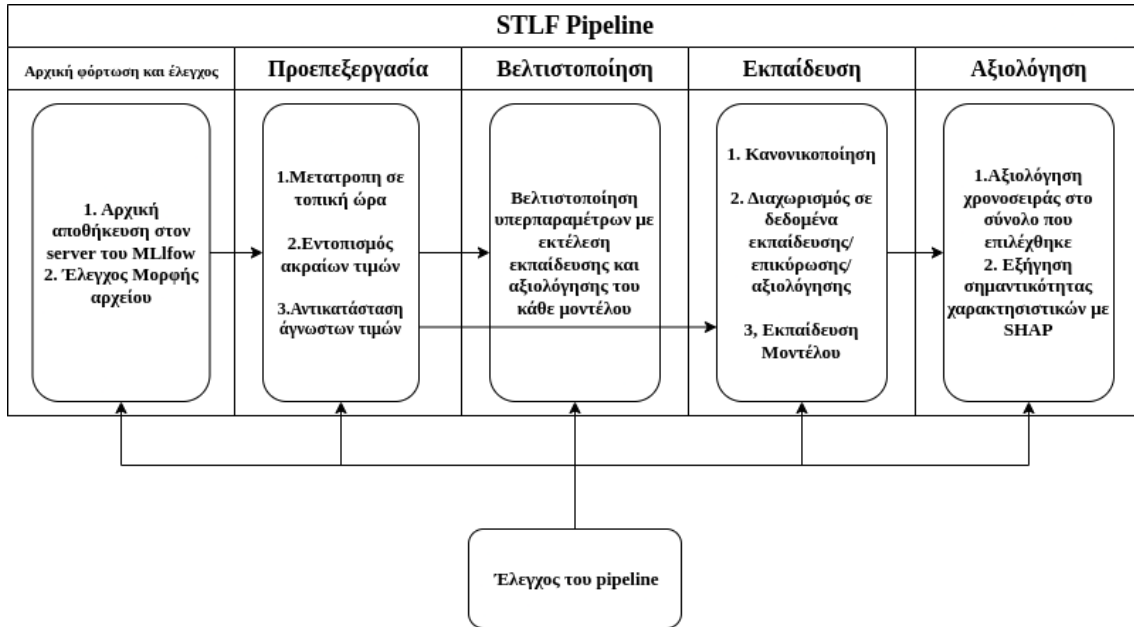 STLF Pipeline
Αρχική φόρτωση και έλεγχος
Προεπεξεργασία
Βελτιστοποίηση
Εκπαίδευση
Αξιολόγηση
1. Αρχική
αποθήκευση στον
server του MLlfow
2. Έλεγχος Μορφής
αρχείου
1.Μετατροπη σε
τοπική ώρα
2.Εντοπισμός
ακραίων τιμών
3.Αντικατάσταση
άγνωστων τιμών
Βελτιστοποίηση
υπερπαραμέτρων με
εκτέλεση
εκπαίδευσης και
αξιολόγησης του
κάθε μοντέλου
1. Κανονικοποίηση
2. Διαχωρισμός σε
δεδομένα
εκπαίδευσης/
επικύρωσης/
αξιολόγησης
3, Εκπαίδευση
Μοντέλου
1.Αξιολόγηση
χρονοσειράς στο
σύνολο που
επιλέχθηκε
2. Εξήγηση
σημαντικότητας
χαρακτησιστικών με
SHAP
Έλεγχος του pipeline